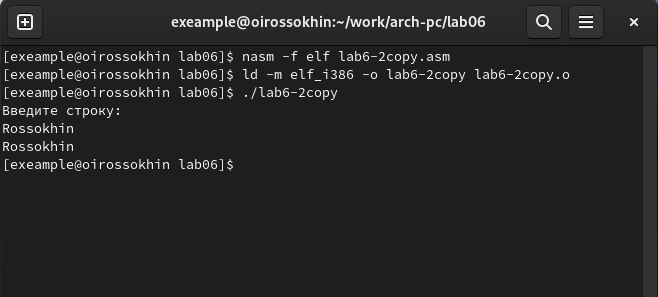 exeample@oirossokhin:~/work/arch-pc/lab06
[exeample@oirossokhin lab06]$ nasm -f elf lab6-2copy.asm
[exeample@oirossokhin lab06]$ ld -m elf_i386 -o lab6-2copy lab6-2copy.o
[exeample@oirossokhin lab06]$ ./lab6-2copy
Введите строку:
Rossokhin
Rossokhin
[exeample@oirossokhin lab06]$